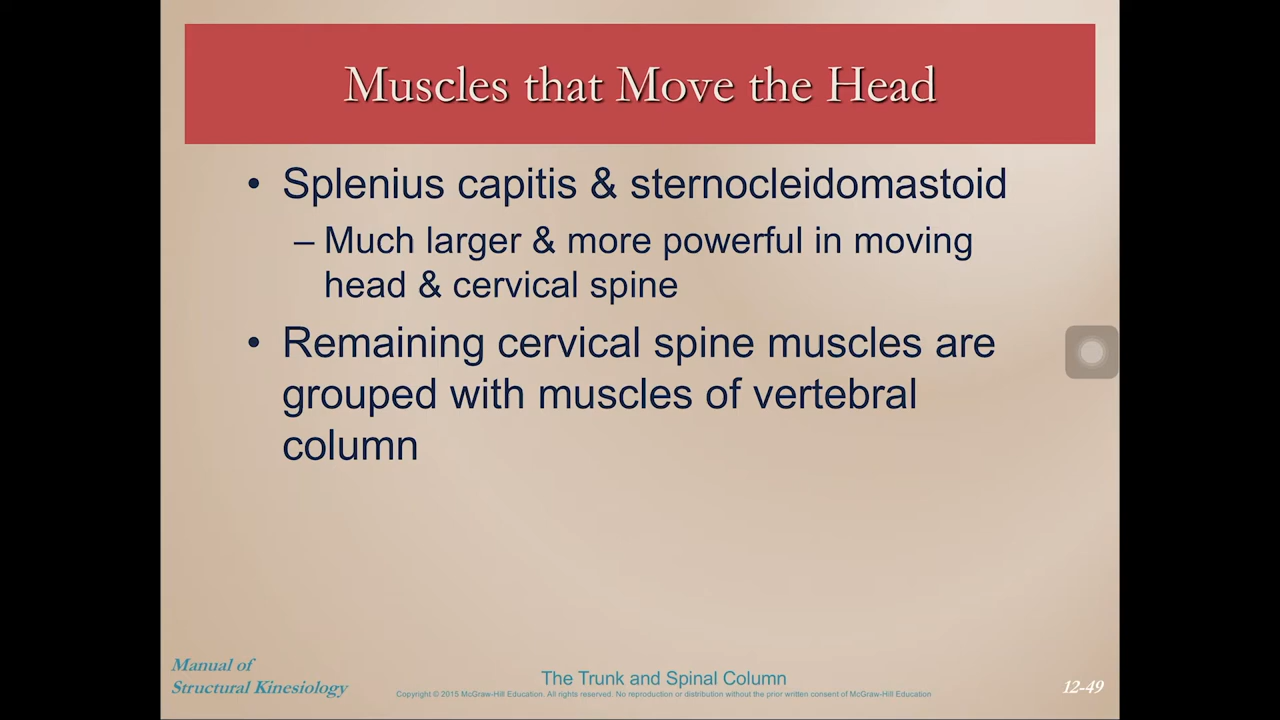 Muscles that Move the Head
• Splenius capitis & sternocleidomastoid
– Much larger & more powerful in moving
head & cervical spine
• Remaining cervical spine muscles are
grouped with muscles of vertebral
column
Manual of
Structural Kinesiology
The Trunk and Spinal Column
Copyright © 2015 McGraw-Hill Education. All rights reserved. No reproduction or distribution without the prior written consent of McGraw-Hill Education
12-49